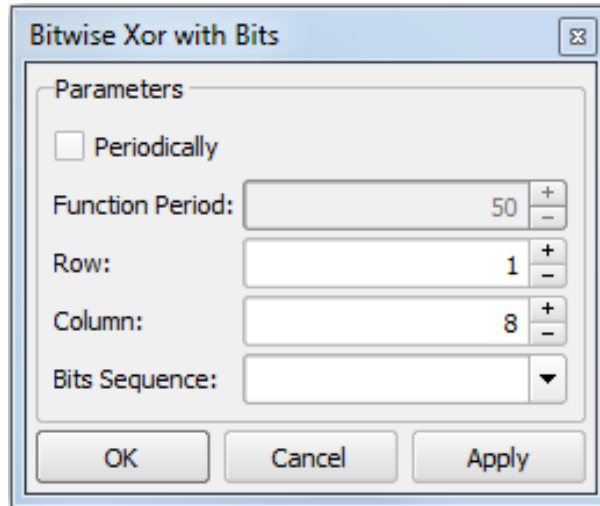 Bitwise Xor with Bits
Parameters
Periodically
Function Period: 50
Row: 1
Column: 8
Bits Sequence:
OK Cancel Apply